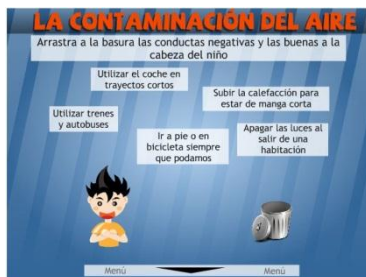 LA CONTAMINACIÓN DEL AIRE
Arrastra a la basura las conductas negativas y las buenas a la
cabeza del niño
Utilizar el coche en
trayectos cortos
Subir la calefacción para
estar de manga corta
Utilizar trenes
y autobuses
Ir a pie o en
bicicleta siempre
que podamos
Apagar las luces al
salir de una
habitación
Menú
Menú